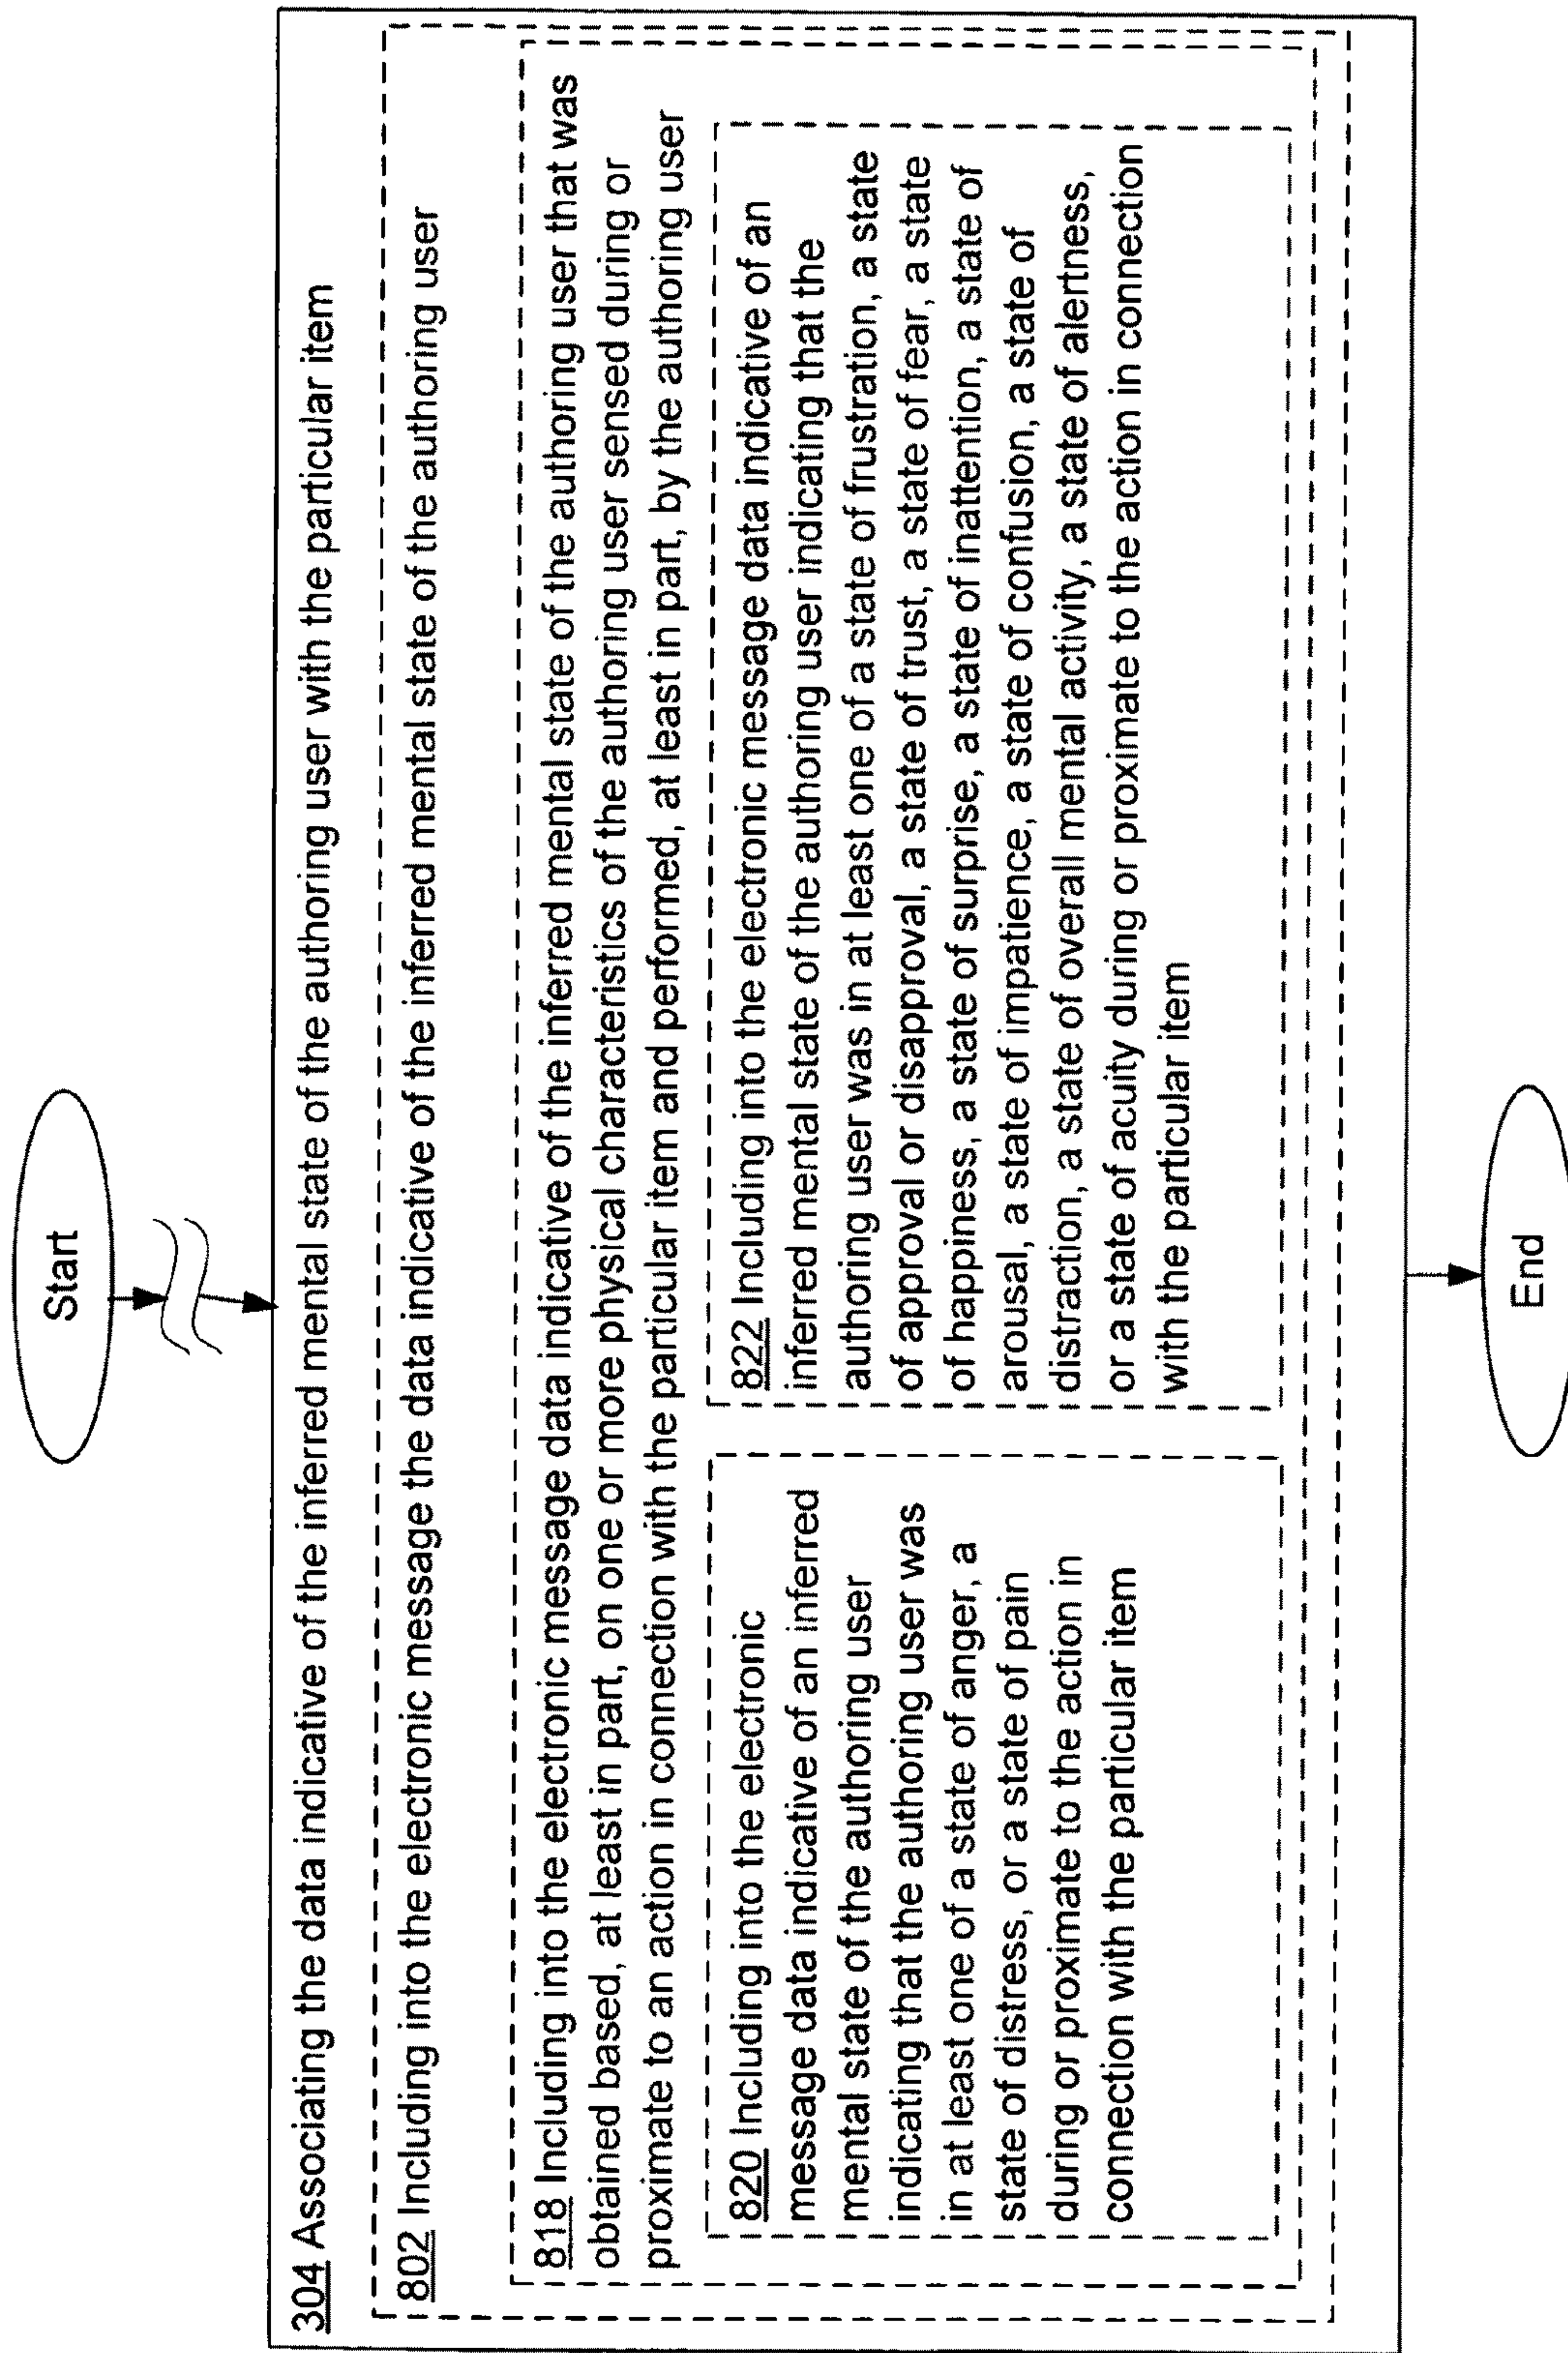 Start
304 Associating the data indicative of the inferred mental state of the authoring user with the particular item
802 Including into the electronic message the data indicative of the inferred mental state of the authoring user
818 Including into the electronic message data indicative of the inferred mental state of the authoring user that was
obtained based, at least in part, on one or more physical characteristics of the authoring user sensed during or
proximate to an action in connection with the particular item and performed, at least in part, by the authoring user
820 Including into the electronic
message data indicative of an inferred
mental state of the authoring user
indicating that the authoring user was
in at least one of a state of anger, a
state of distress, or a state of pain
during or proximate to the action in
connection with the particular item
822 Including into the electronic message data indicative of an
inferred mental state of the authoring user indicating that the
authoring user was in at least one of a state of frustration, a state
of approval or disapproval, a state of trust, a state of fear, a state
of happiness, a state of surprise, a state of inattention, a state of
arousal, a state of impatience, a state of confusion, a state of
distraction, a state of overall mental activity, a state of alertness,
or a state of acuity during or proximate to the action in connection
with the particular item
End